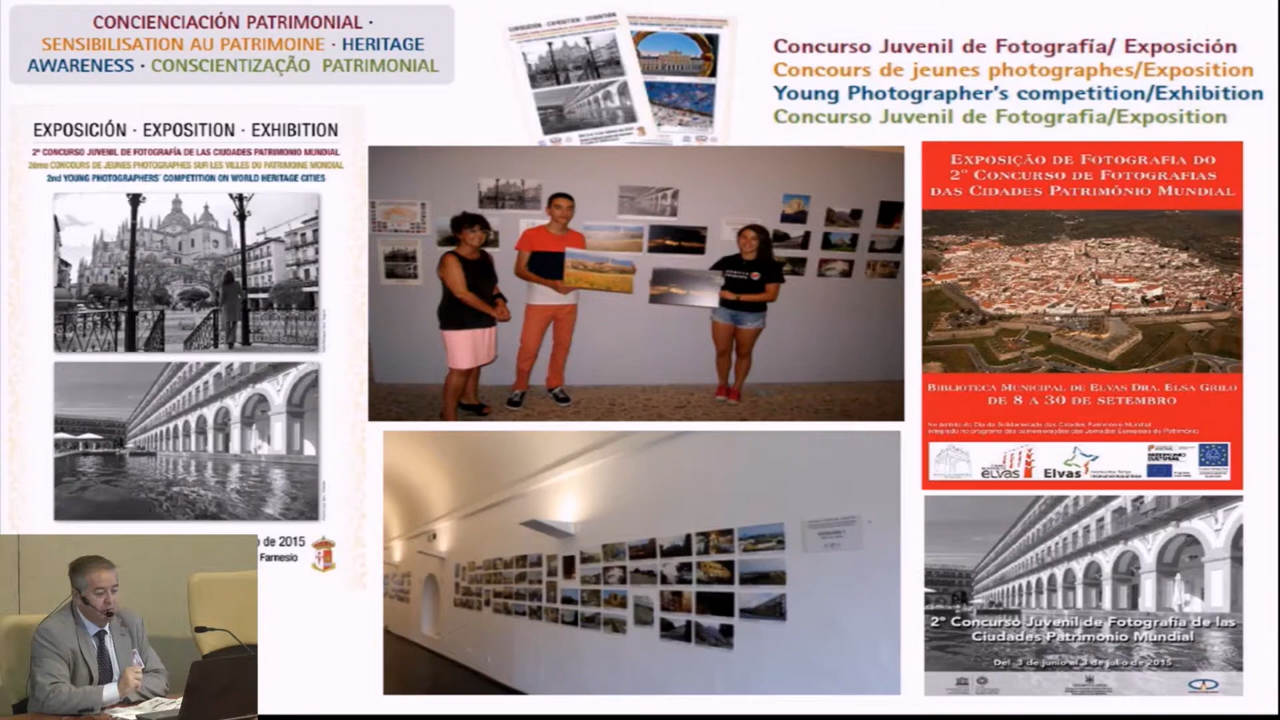 CONCIENCIACIÓN PATRIMONIAL ·
SENSIBILISATION AU PATRIMOINE · HERITAGE
AWARENESS · CONSCIENTIZAÇÃO PATRIMONIAL
Concurso Juvenil de Fotografía/ Exposición
Concours de jeunes photographes/Exposition
Young Photographer's competition/Exhibition
Concurso Juvenil de Fotografia/Exposition
EXPOSICIÓN · EXPOSITION · EXHIBITION
2º CONCURSO JUVENIL DE FOTOGRAFÍA DE LAS CIUDADES PATRIMONIO MUNDIAL
2ème CONCOURS DE JEUNES PHOTOGRAPHES SUR LES VILLES DU PATRIMOINE MONDIAL
2nd YOUNG PHOTOGRAPHERS' COMPETITION ON WORLD HERITAGE CITIES
o de 2015
Farnesio
EXPOSIÇÃO DE FOTOGRAFIA DO
2º CONCURSO DE FOTOGRAFIAS
DAS CIDADES PATRIMÓNIO MUNDIAL
BIBLIOTECA MUNICIPAL DE ELVAS DRA. ELSA GRILO
DE 8 A 30 DE SETEMBRO
elvas
Elvas
2º Concurso Juvenil de Fotografía de las
Ciudades Patrimonio Mundial
Del 3 de junio al 3 de julio de 2015